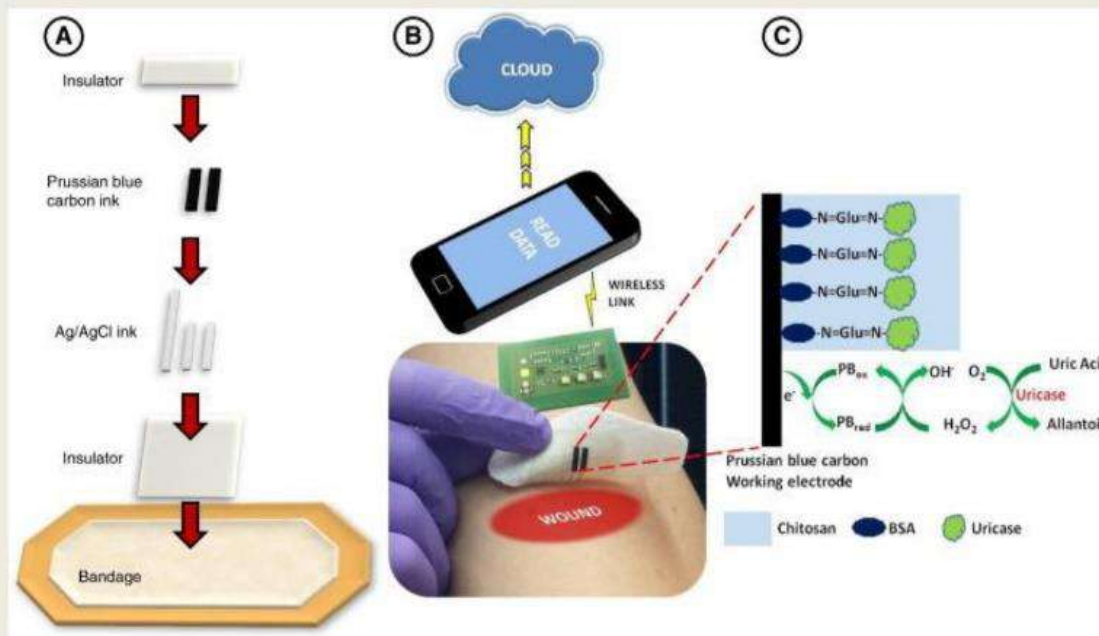 A
Insulator
Prussian blue
carbon ink
Ag/AgCl ink
Insulator
Bandage
B
CLOUD
READ
DATA
WIRELESS
LINK
WOUND
C
-N=Glu=N-
-N=Glu=N-
-N=Glu=N-
-N=Glu=N-
PBox OH- O2 Uric Aci
e- Uricase
PBred H2O2 Allantoi
Prussian blue carbon
Working electrode
Chitosan BSA Uricase